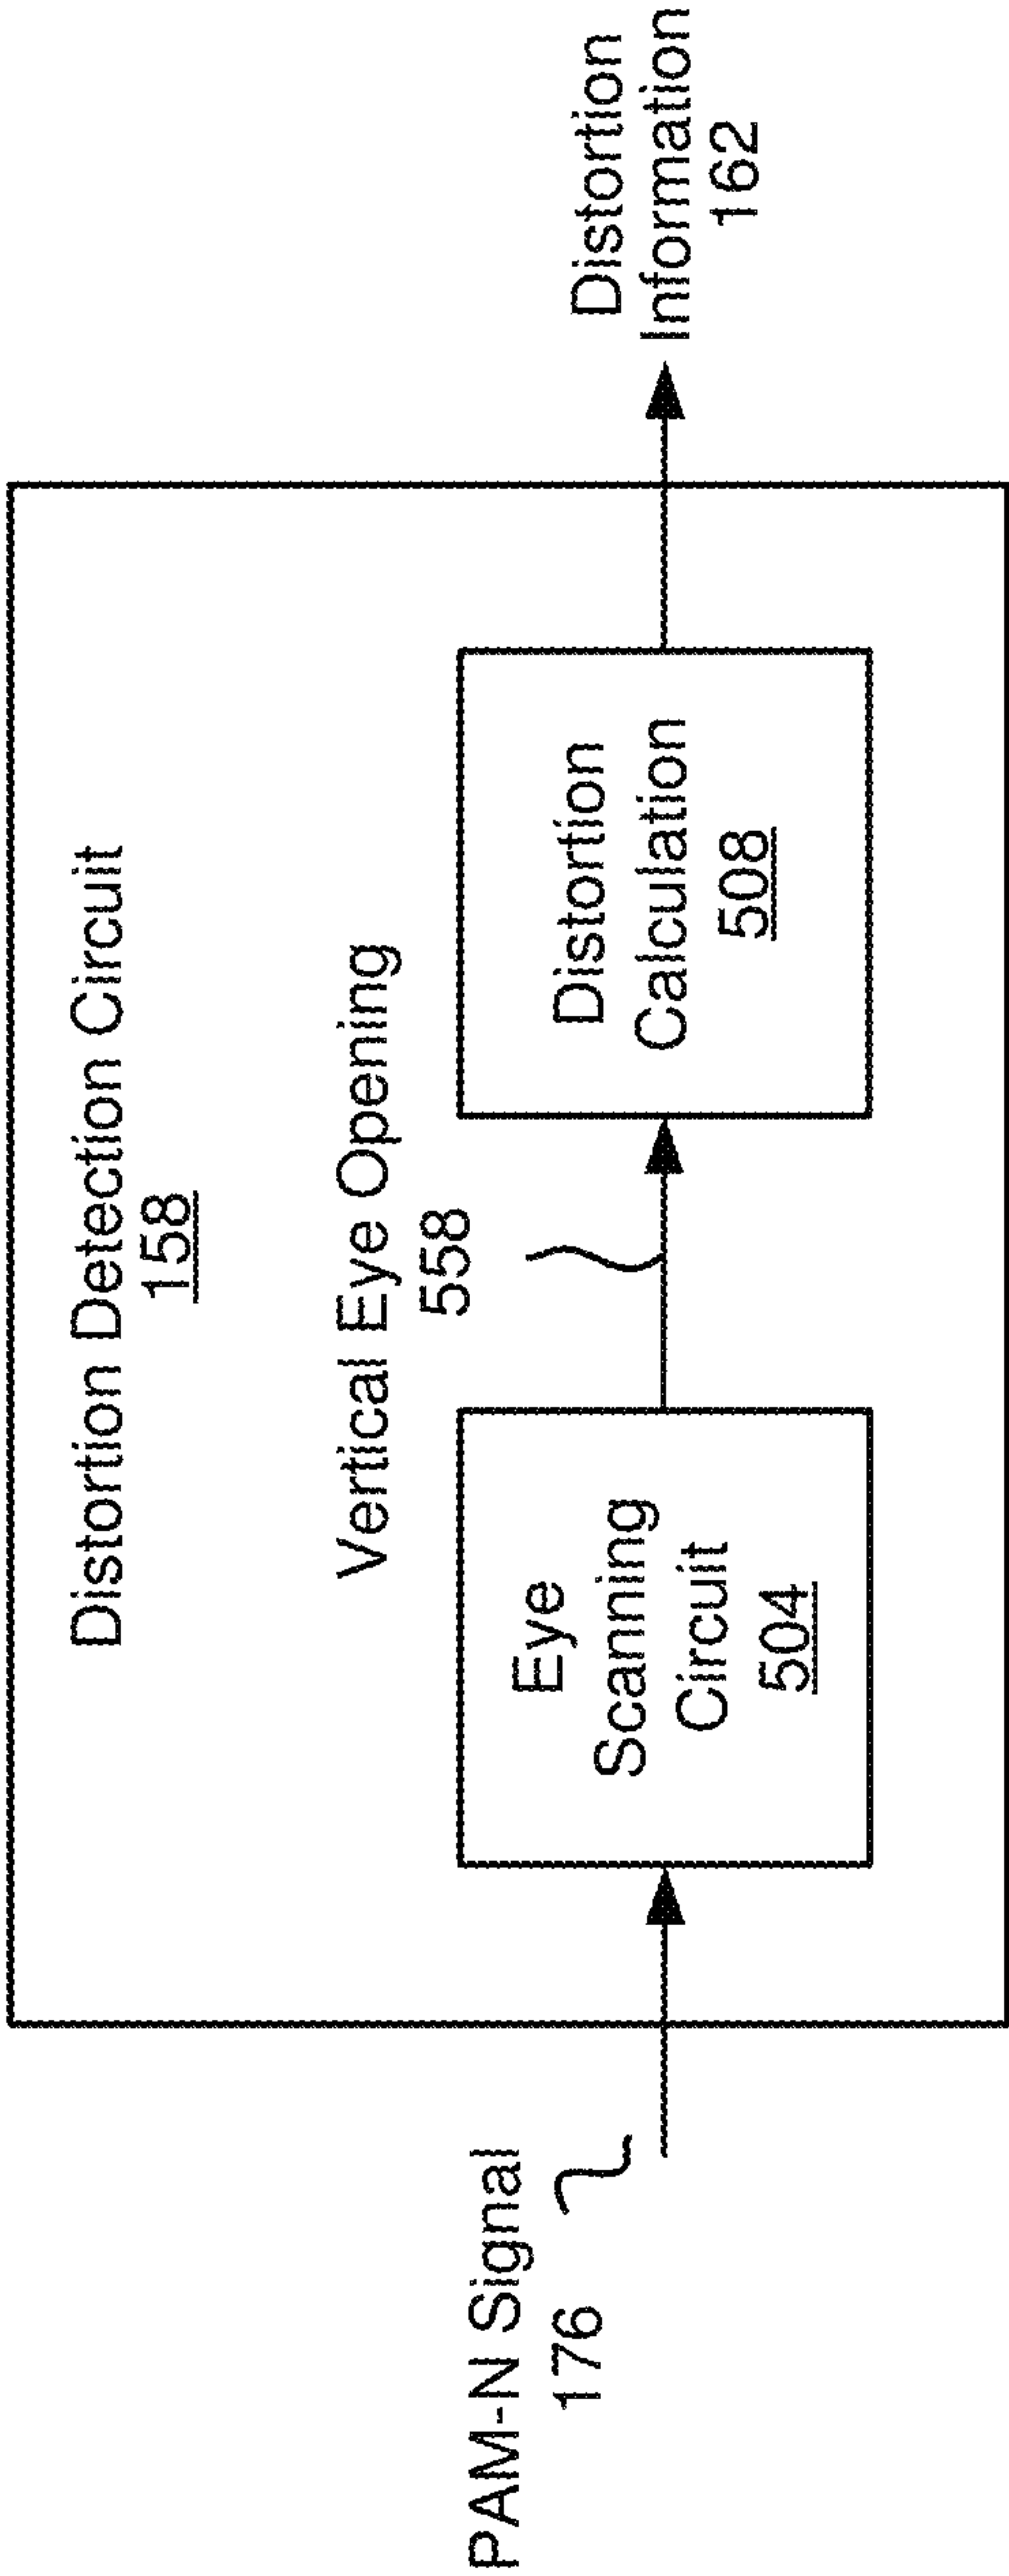 Distortion Detection Circuit
158
PAM-N Signal
176
Eye
Scanning
Circuit
504
Vertical Eye Opening
558
Distortion
Calculation
508
Distortion
Information
162